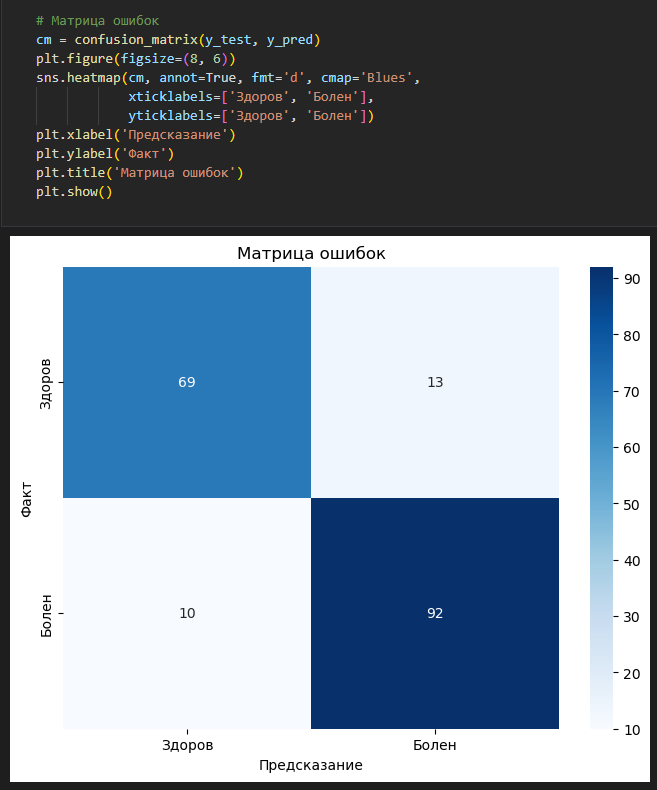 # Матрица ошибок
cm = confusion_matrix(y_test, y_pred)
plt.figure(figsize=(8, 6))
sns.heatmap(cm, annot=True, fmt='d', cmap='Blues',
            xticklabels=['Здоров', 'Болен'],
            yticklabels=['Здоров', 'Болен'])
plt.xlabel('Предсказание')
plt.ylabel('Факт')
plt.title('Матрица ошибок')
plt.show()
Матрица ошибок
Здоров
69
13
Факт
Болен
10
92
Здоров
Болен
Предсказание
90
80
70
60
50
40
30
20
10